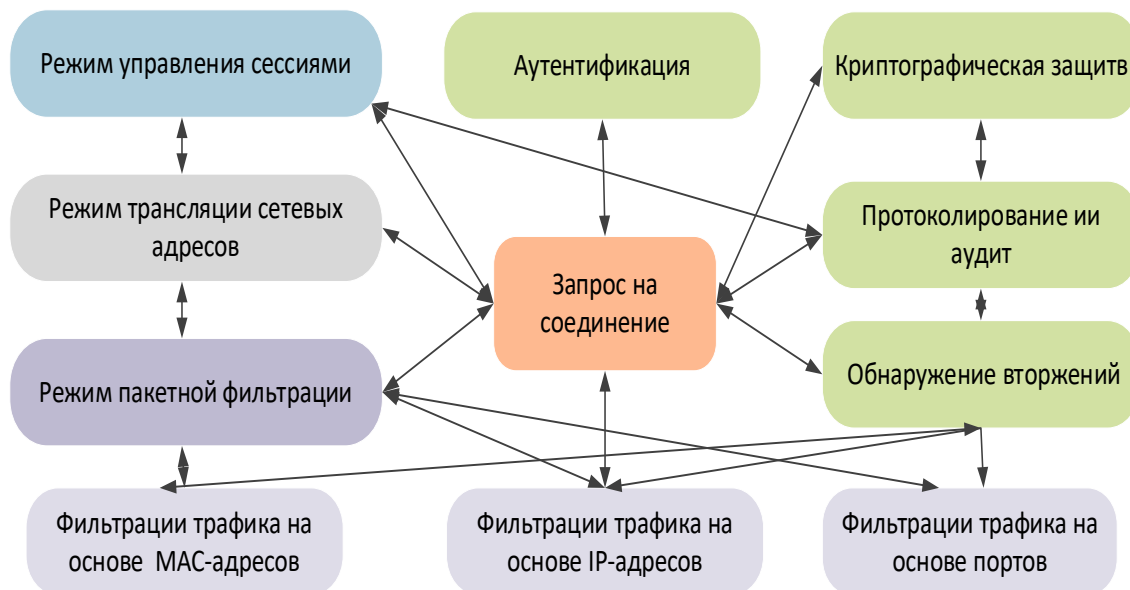 Режим управления сессиями
Аутентификация
Криптографическая защитв
Режим трансляции сетевых
адресов
Протоколирование ии
аудит
Запрос на
соединение
Режим пакетной фильтрации
Обнаружение вторжений
Фильтрации трафика на
основе MAC-адресов
Фильтрации трафика на
основе IP-адресов
Фильтрации трафика на
основе портов